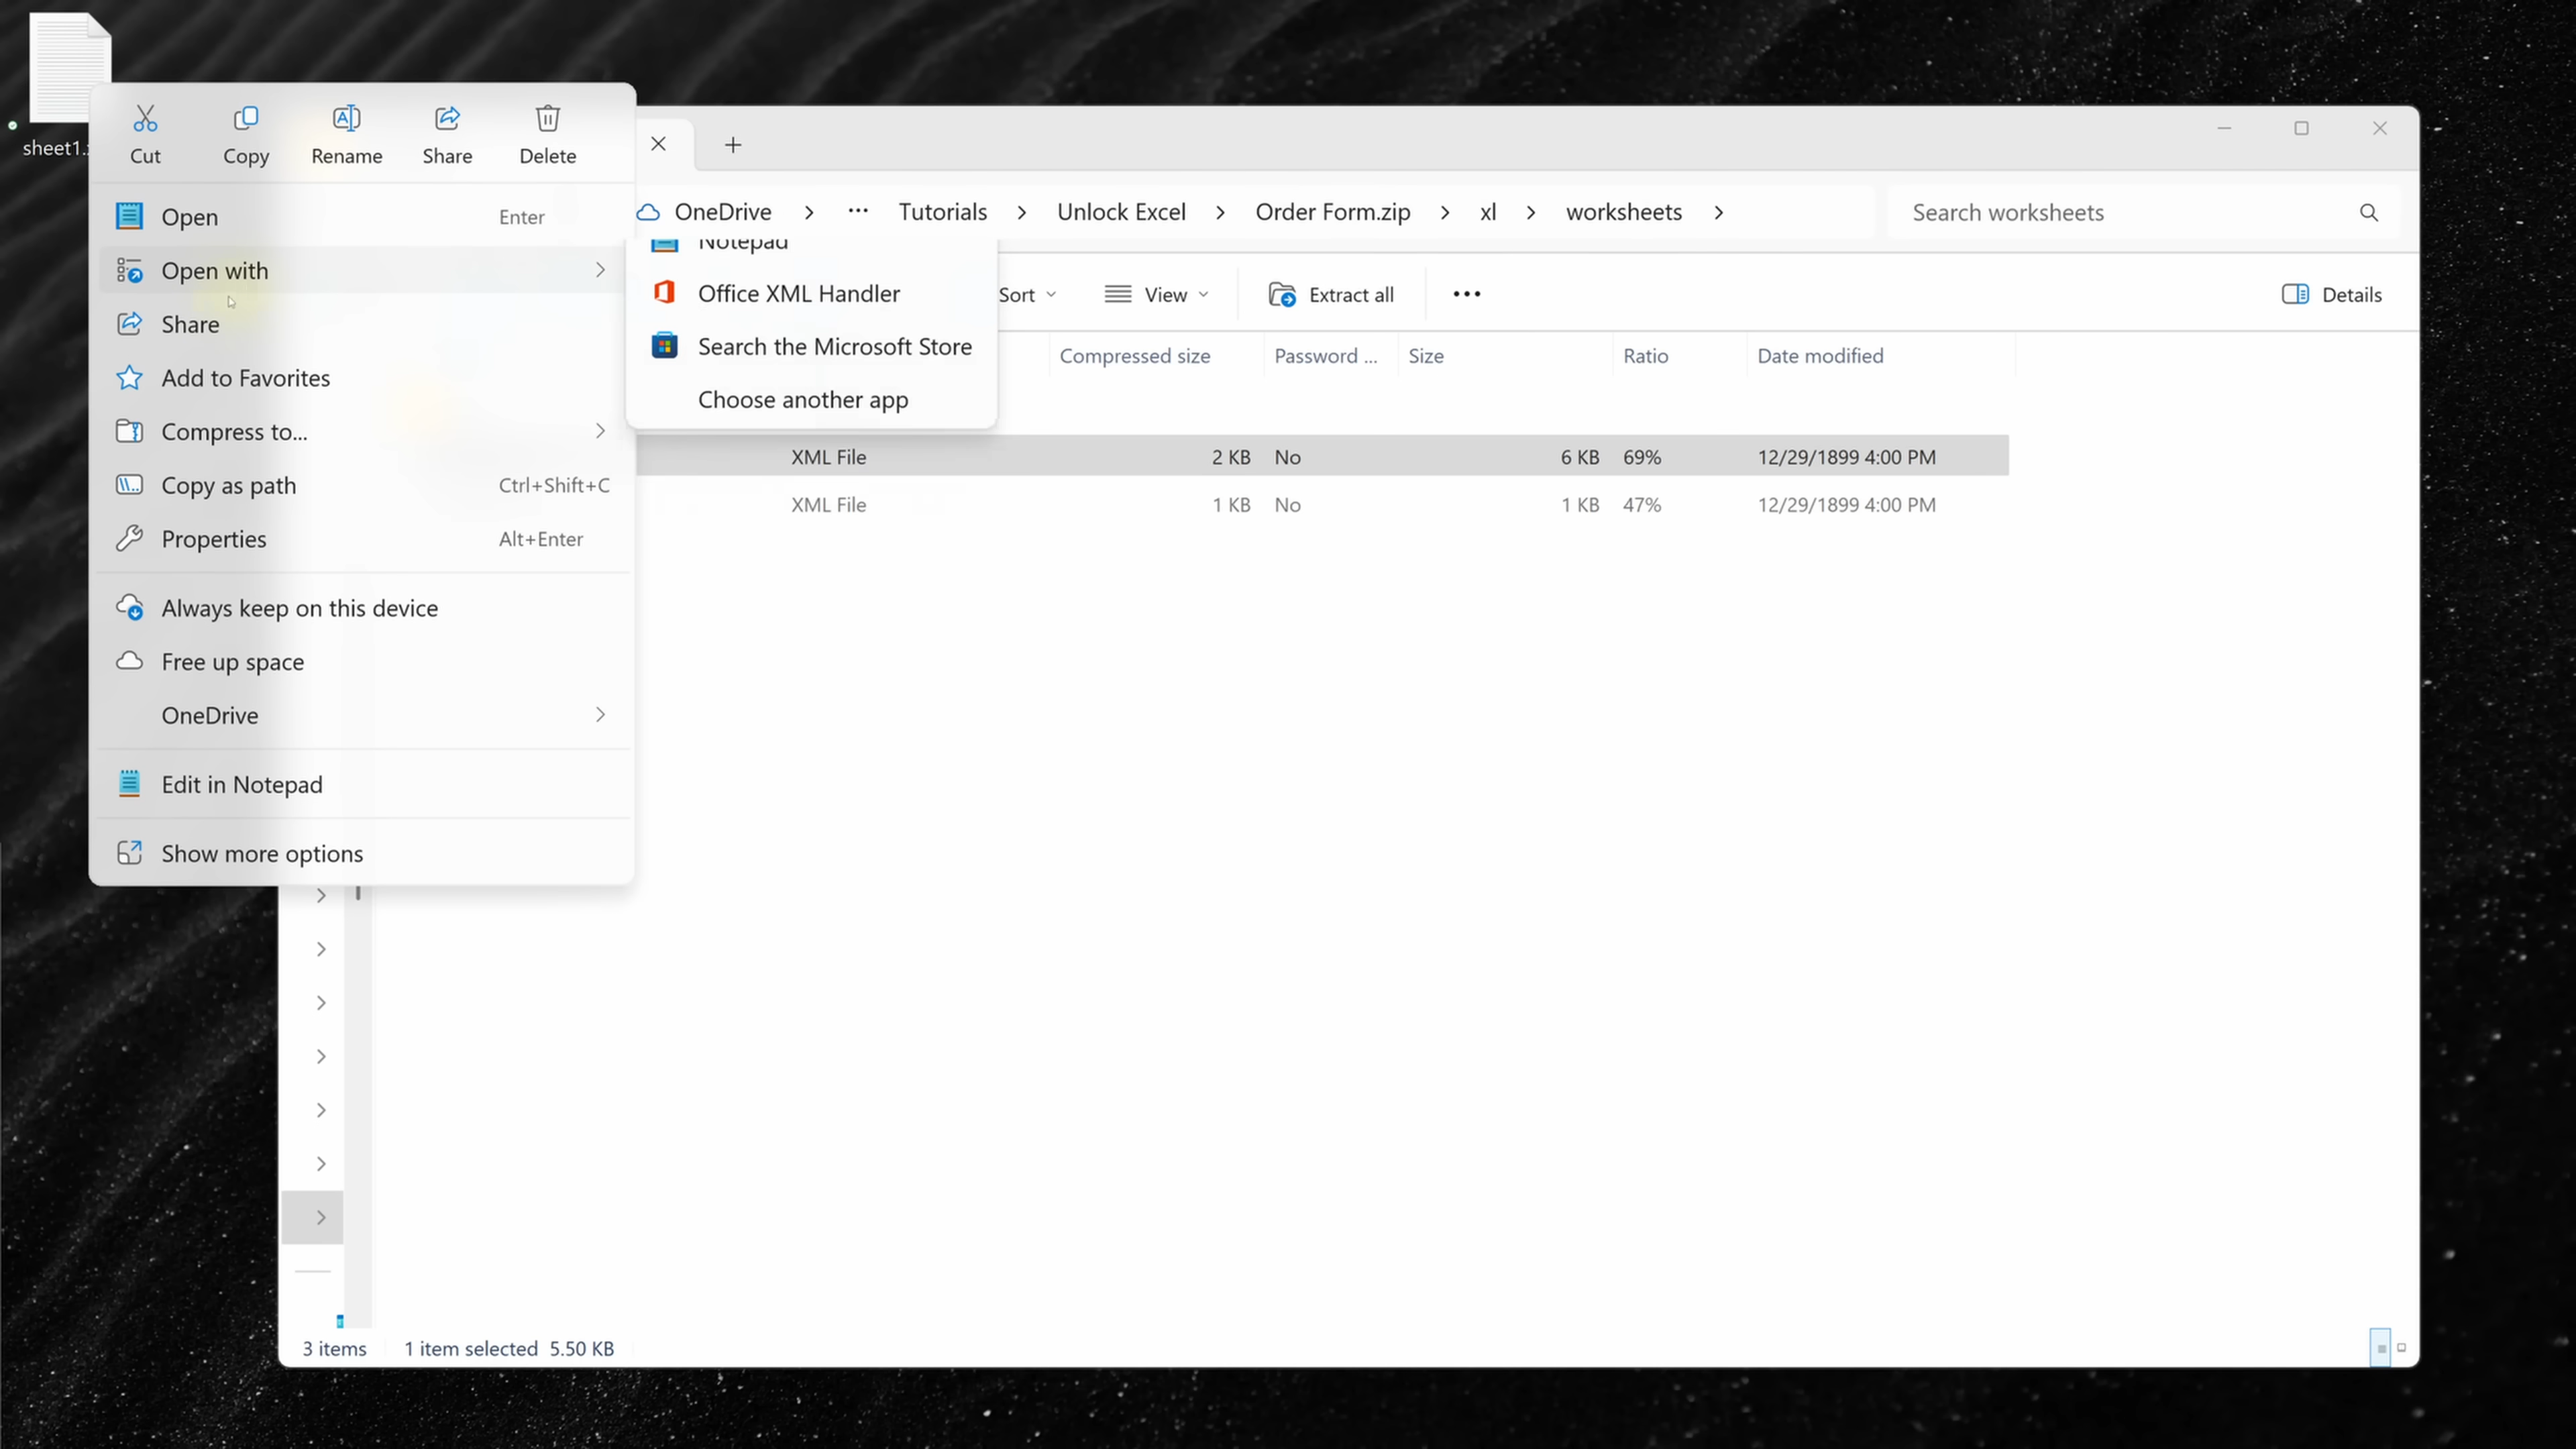 sheet1.
Cut
Copy
Rename
Share
Delete
Open Enter
Open with
Share
Add to Favorites
Compress to...
Copy as path Ctrl+Shift+C
Properties Alt+Enter
Always keep on this device
Free up space
OneDrive
Edit in Notepad
Show more options
Notepad
Office XML Handler
Search the Microsoft Store
Choose another app
OneDrive > ... Tutorials > Unlock Excel > Order Form.zip > xl > worksheets >
Search worksheets
Sort
View
Extract all
...
Details
Compressed size Password ... Size Ratio Date modified
XML File 2 KB No 6 KB 69% 12/29/1899 4:00 PM
XML File 1 KB No 1 KB 47% 12/29/1899 4:00 PM
3 items 1 item selected 5.50 KB